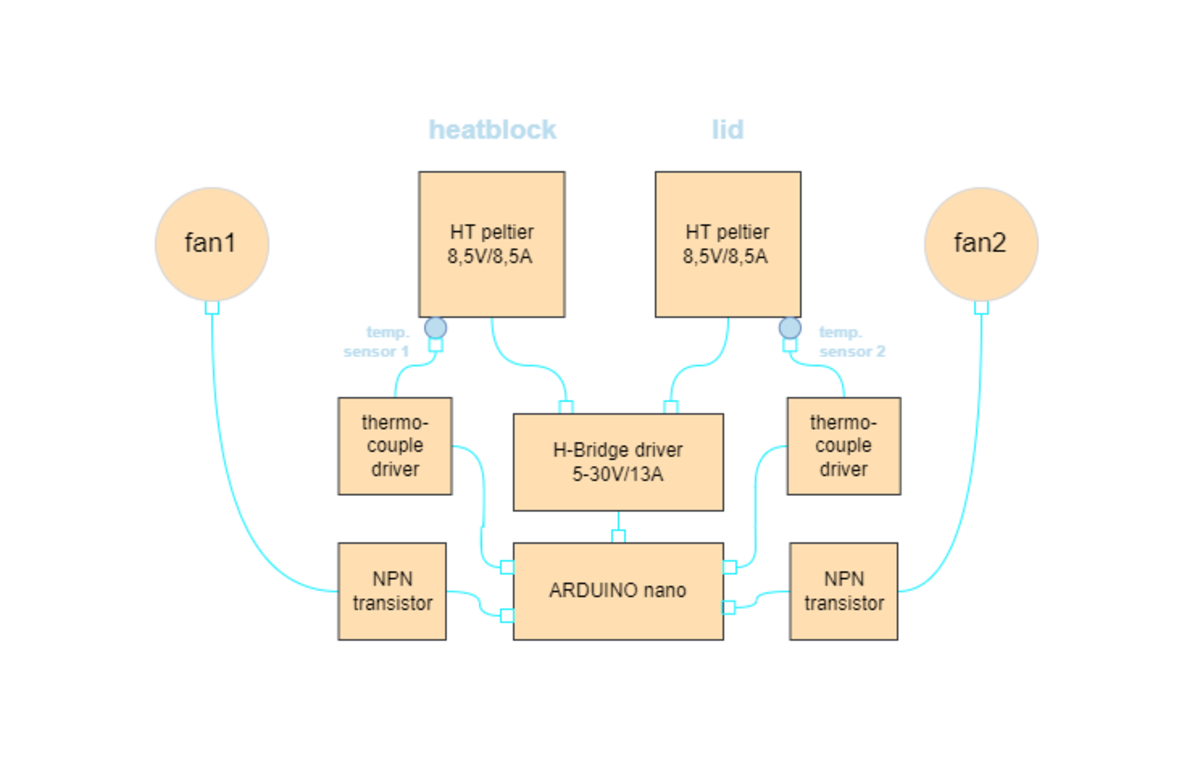 heatblock
lid
fan1
HT peltier
8,5V/8,5A
HT peltier
8,5V/8,5A
fan2
temp.
sensor 1
temp.
sensor 2
thermo-
couple
driver
H-Bridge driver
5-30V/13A
thermo-
couple
driver
NPN
transistor
ARDUINO nano
NPN
transistor